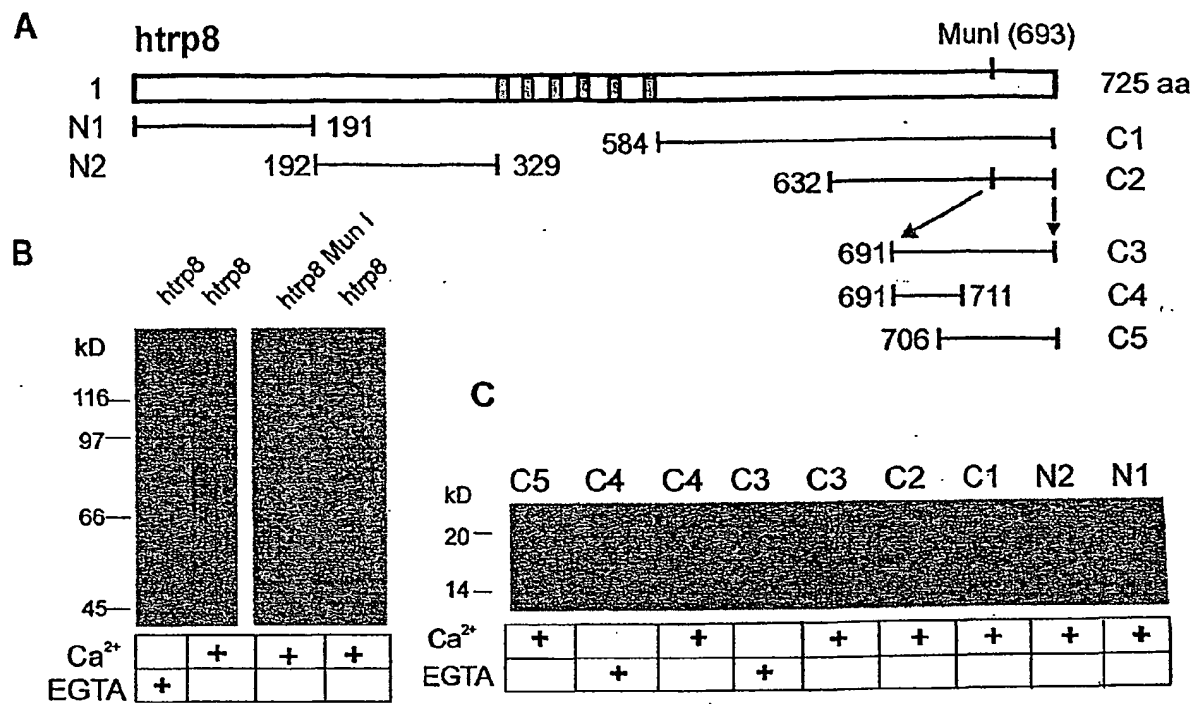 A
htrp8
MunI (693)
1
725 aa
N1
191
584
C1
N2
192
329
632
C2
691
C3
691
711
C4
706
C5
B
htrp8
htrp8
htrp8 Mun I
htrp8
kD
116
97
66
45
Ca2+ + + +
EGTA +
C
kD
C5 C4 C4 C3 C3 C2 C1 N2 N1
20
14
Ca2+ + + + + + + +
EGTA + +